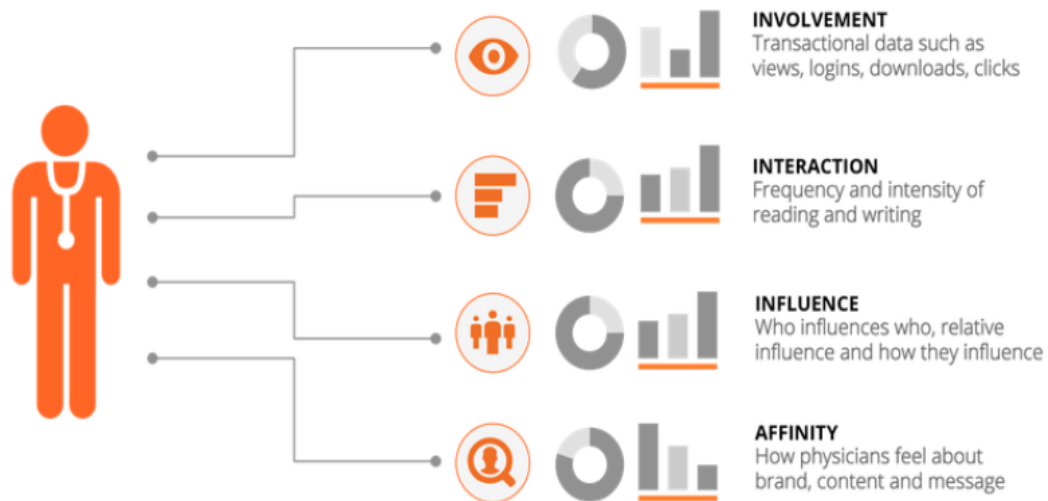 INVOLVEMENT
Transactional data such as
views, logins, downloads, clicks
INTERACTION
Frequency and intensity of
reading and writing
INFLUENCE
Who influences who, relative
influence and how they influence
AFFINITY
How physicians feel about
brand, content and message